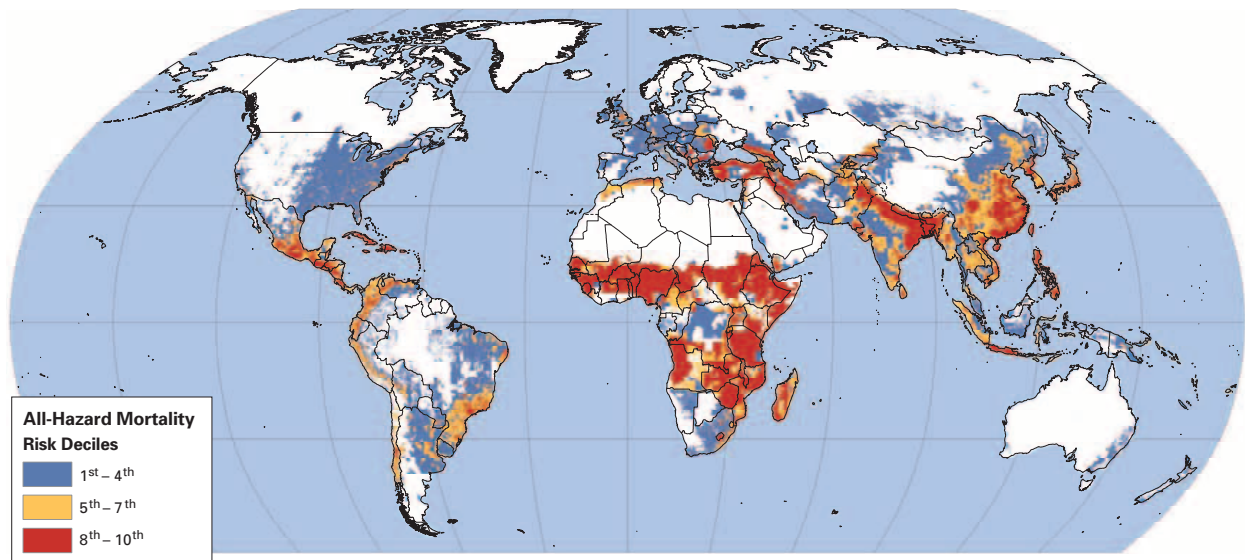 All-Hazard Mortality
Risk Deciles
1st – 4th
5th – 7th
8th – 10th